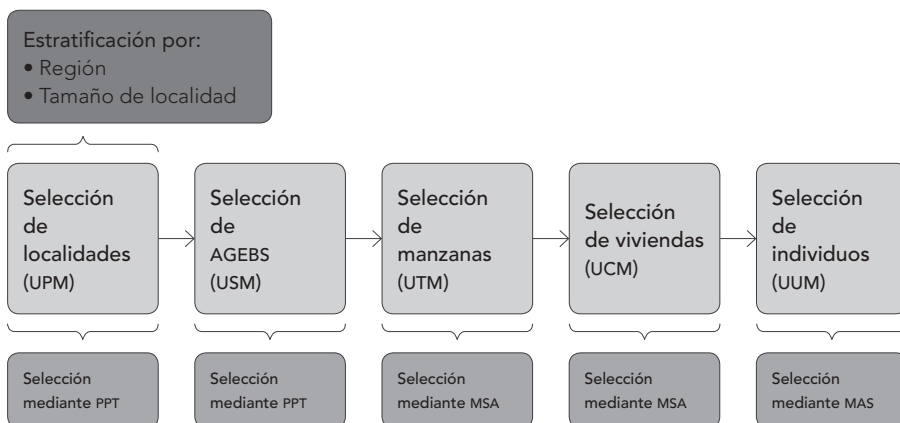 Estratificación por:
• Región
• Tamaño de localidad
Selección
de
localidades
(UPM)
Selección
de
AGEBS
(USM)
Selección
de
manzanas
(UTM)
Selección
de viviendas
(UCM)
Selección
de
individuos
(UUM)
Selección
mediante PPT
Selección
mediante PPT
Selección
mediante MSA
Selección
mediante MSA
Selección
mediante MAS